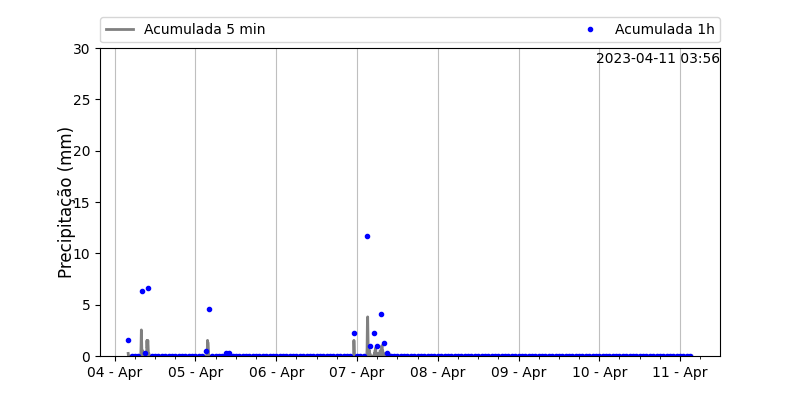 Acumulada 5 min
Acumulada 1h
2023-04-11 03:56
Precipitação (mm)
30
25
20
15
10
5
0
04 - Apr
05 - Apr
06 - Apr
07 - Apr
08 - Apr
09 - Apr
10 - Apr
11 - Apr